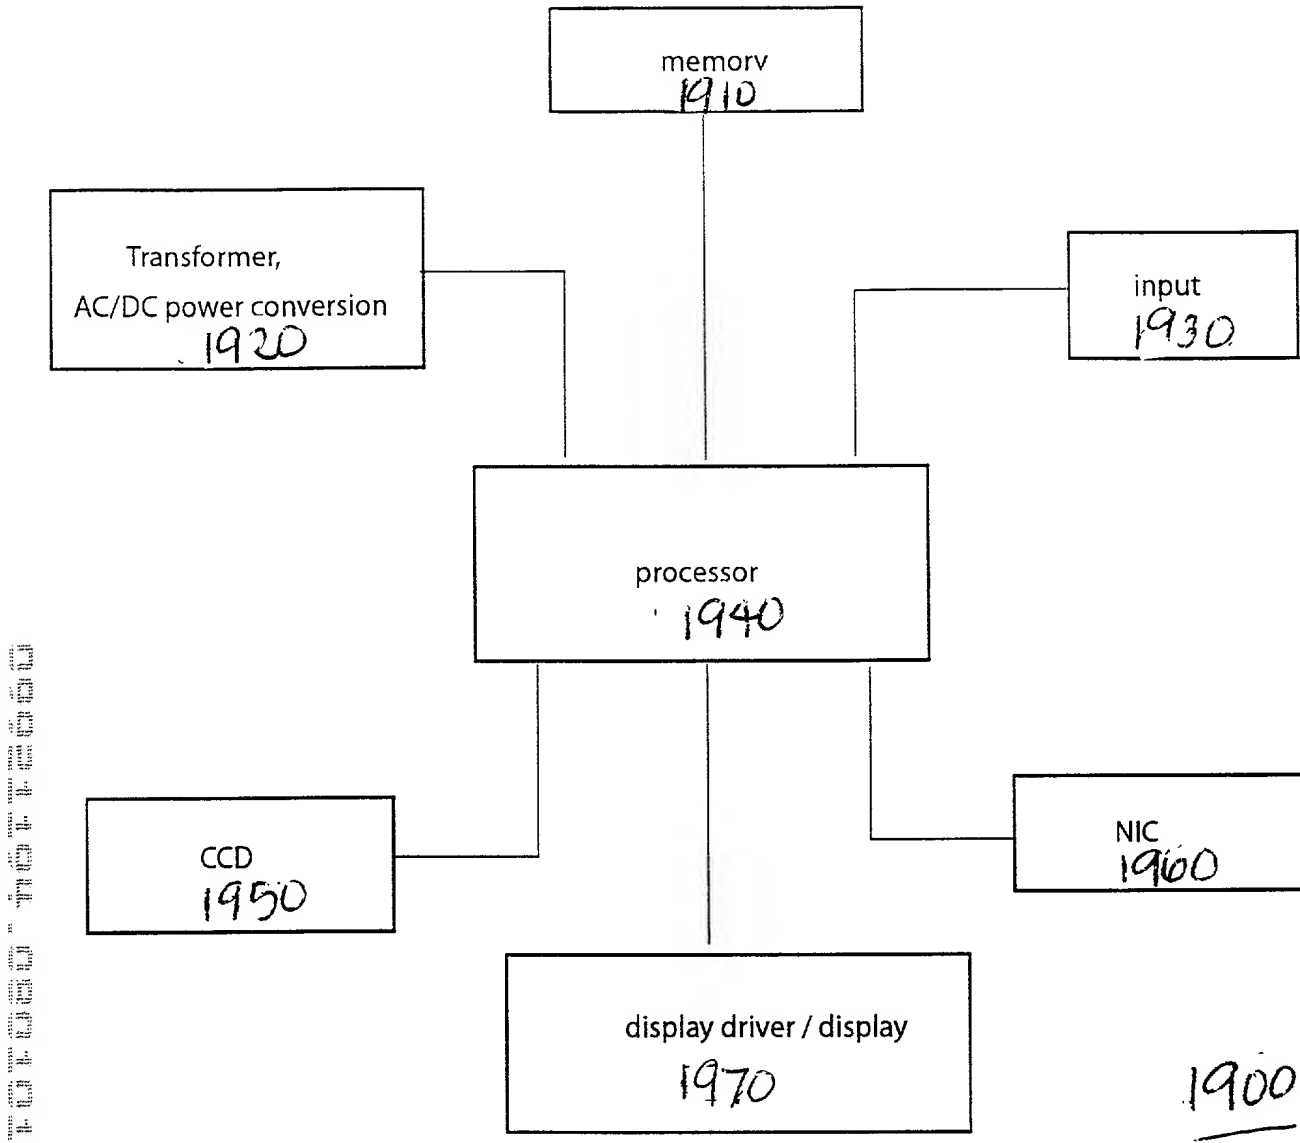 memory
1910
Transformer,
AC/DC power conversion
1920
input
1930
processor
1940
CCD
1950
NIC
1960
display driver / display
1970
1900